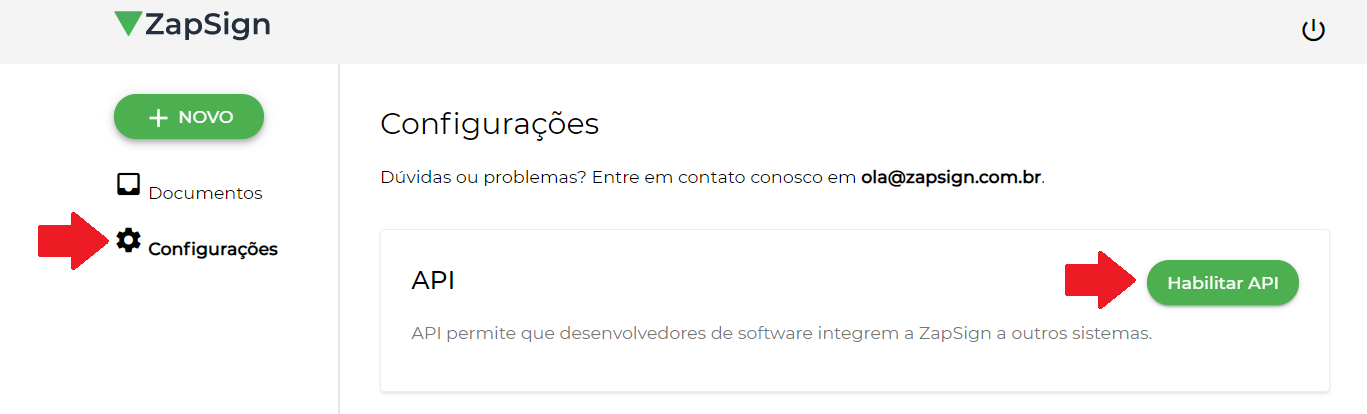 ZapSign
NOVO
Documentos
Configurações
Configurações
Dúvidas ou problemas? Entre em contato conosco em ola@zapsign.com.br.
API
Habilitar API
API permite que desenvolvedores de software integrem a ZapSign a outros sistemas.